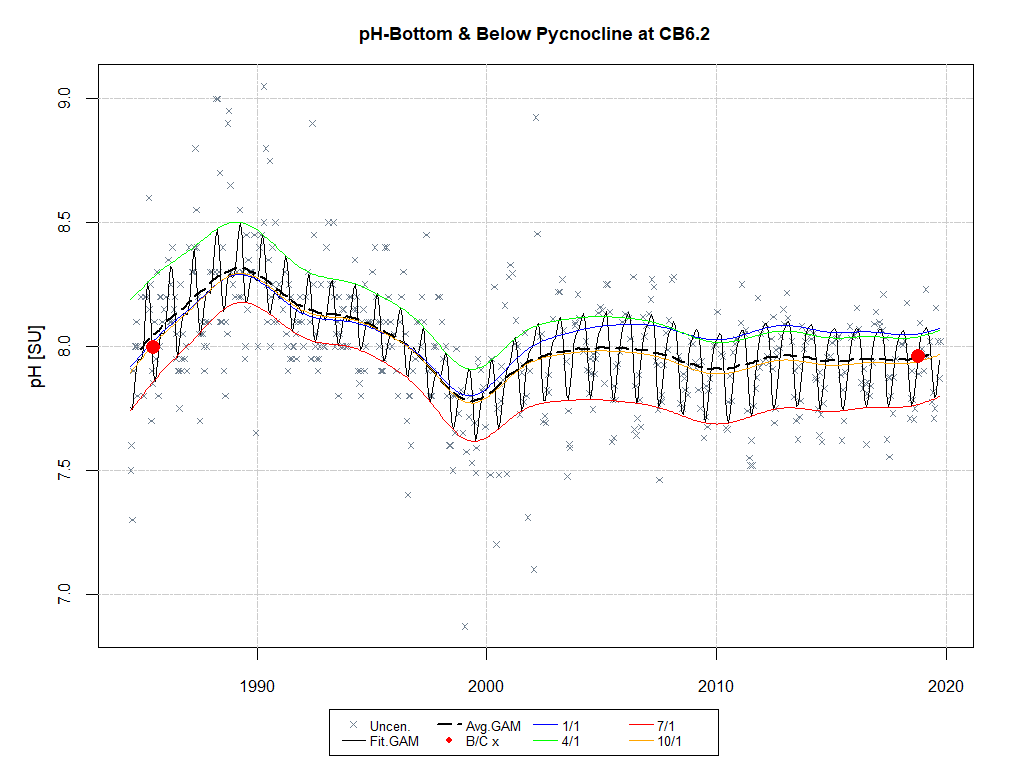 pH-Bottom & Below Pycnocline at CB6.2
pH [SU]
9.0
8.5
8.0
7.5
7.0
1990 2000 2010 2020
Uncen. Avg.GAM 1/1 7/1
Fit.GAM B/C x 4/1 10/1